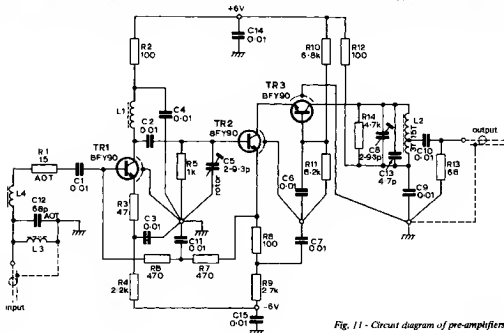 +6V
R2
100
C14
0·01
R10
6·8k
R12
100
L1
C4
0·01
TR3
BFY90
C2
0·01
TR2
BFY90
R14
4·7k
L2
TR1
BFY90
R1
15
AOT
C1
0·01
R5
1k
C5
2-9·3p
rotor
C8
2-9·3p
C13
4·7p
C10
0·01
output
R11
8·2k
C6
0·01
R13
68
L4
C12
68p
AOT
R3
47
C3
0·01
C11
0·01
C9
0·01
L3
R8
100
C7
0·01
R6
470
R7
470
R4
2·2k
R9
2·7k
input
-6V
C15
0·01
Fig. 11 - Circuit diagram of pre-amplifiers